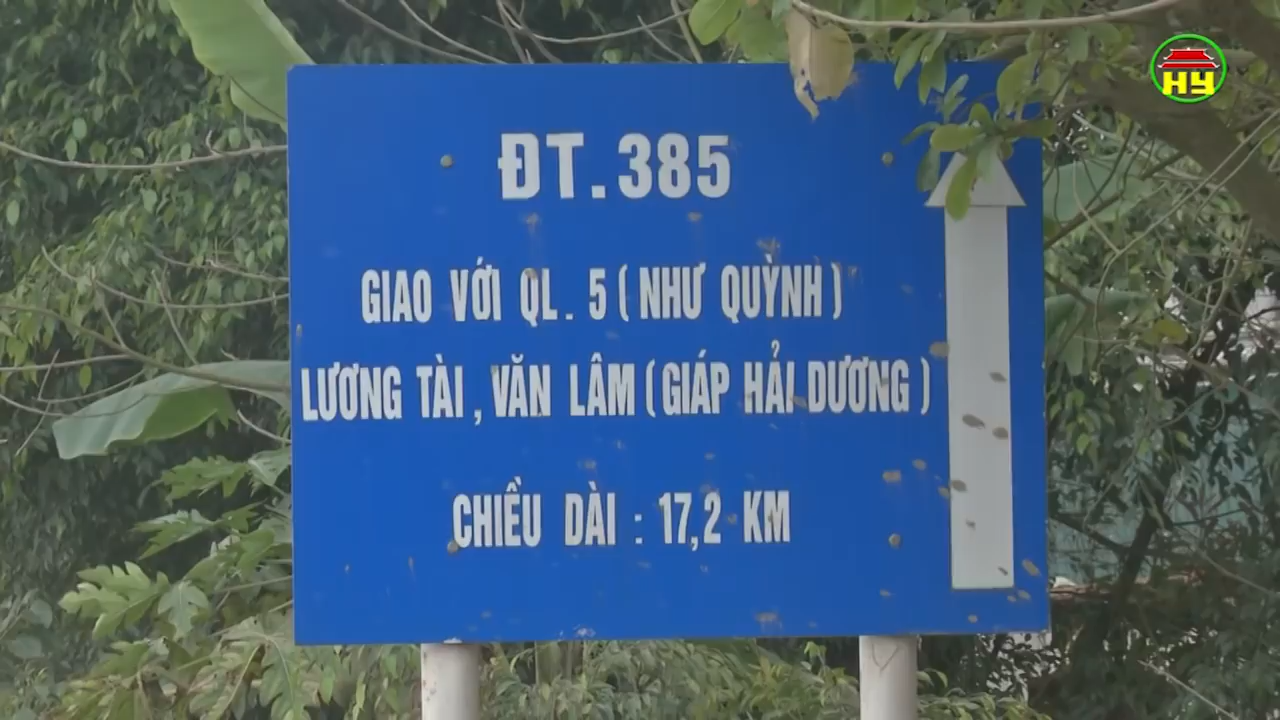 HY
ĐT.385
GIAO VỚI QL.5 (NHƯ QUỲNH)
LƯƠNG TÀI, VĂN LÂM (GIÁP HẢI DƯƠNG)
CHIỀU DÀI : 17,2 KM